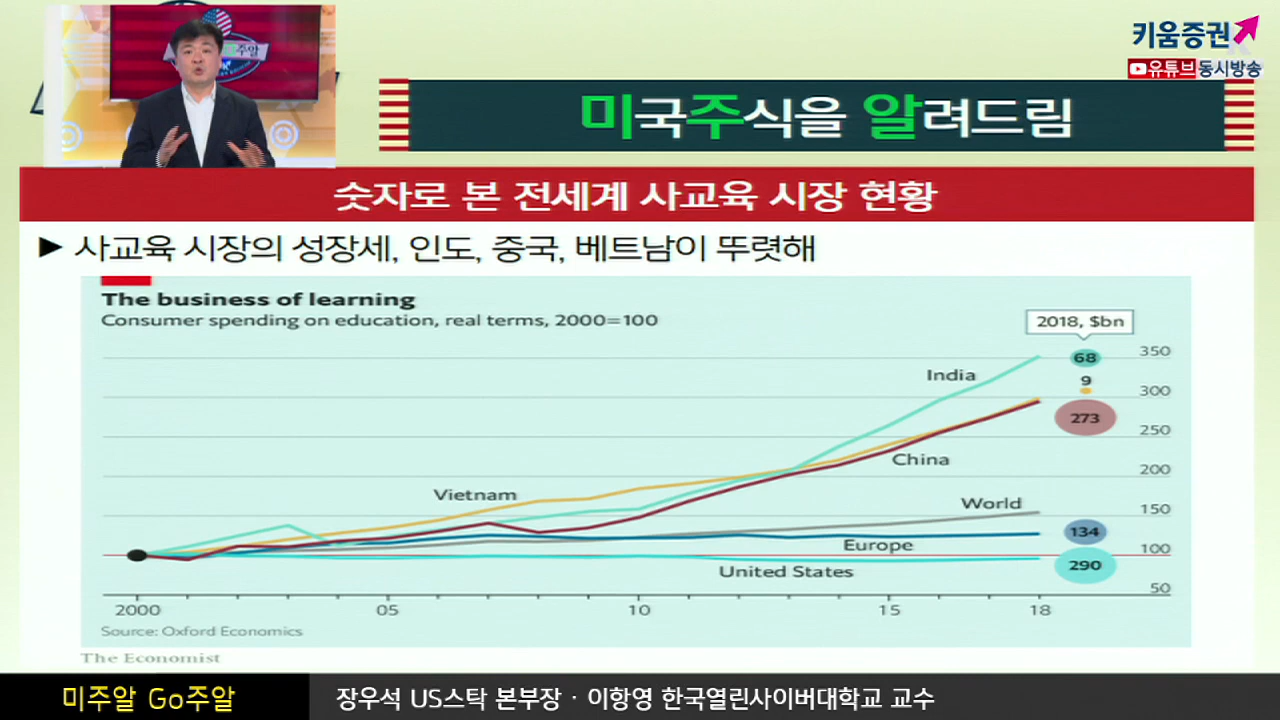 키움증권
유튜브동시방송
주알
미국주식을 알려드림
숫자로 본 전세계 사교육 시장 현황
▶ 사교육 시장의 성장세, 인도, 중국, 베트남이 뚜렷해
The business of learning
Consumer spending on education, real terms, 2000=100
2018, $bn
350
68
India
9
300
273
250
China
200
Vietnam
World
150
134
Europe
100
290
United States
50
2000 05 10 15 18
Source: Oxford Economics
The Economist
미주알 Go주알
장우석 US스탁 본부장 · 이항영 한국열린사이버대학교 교수